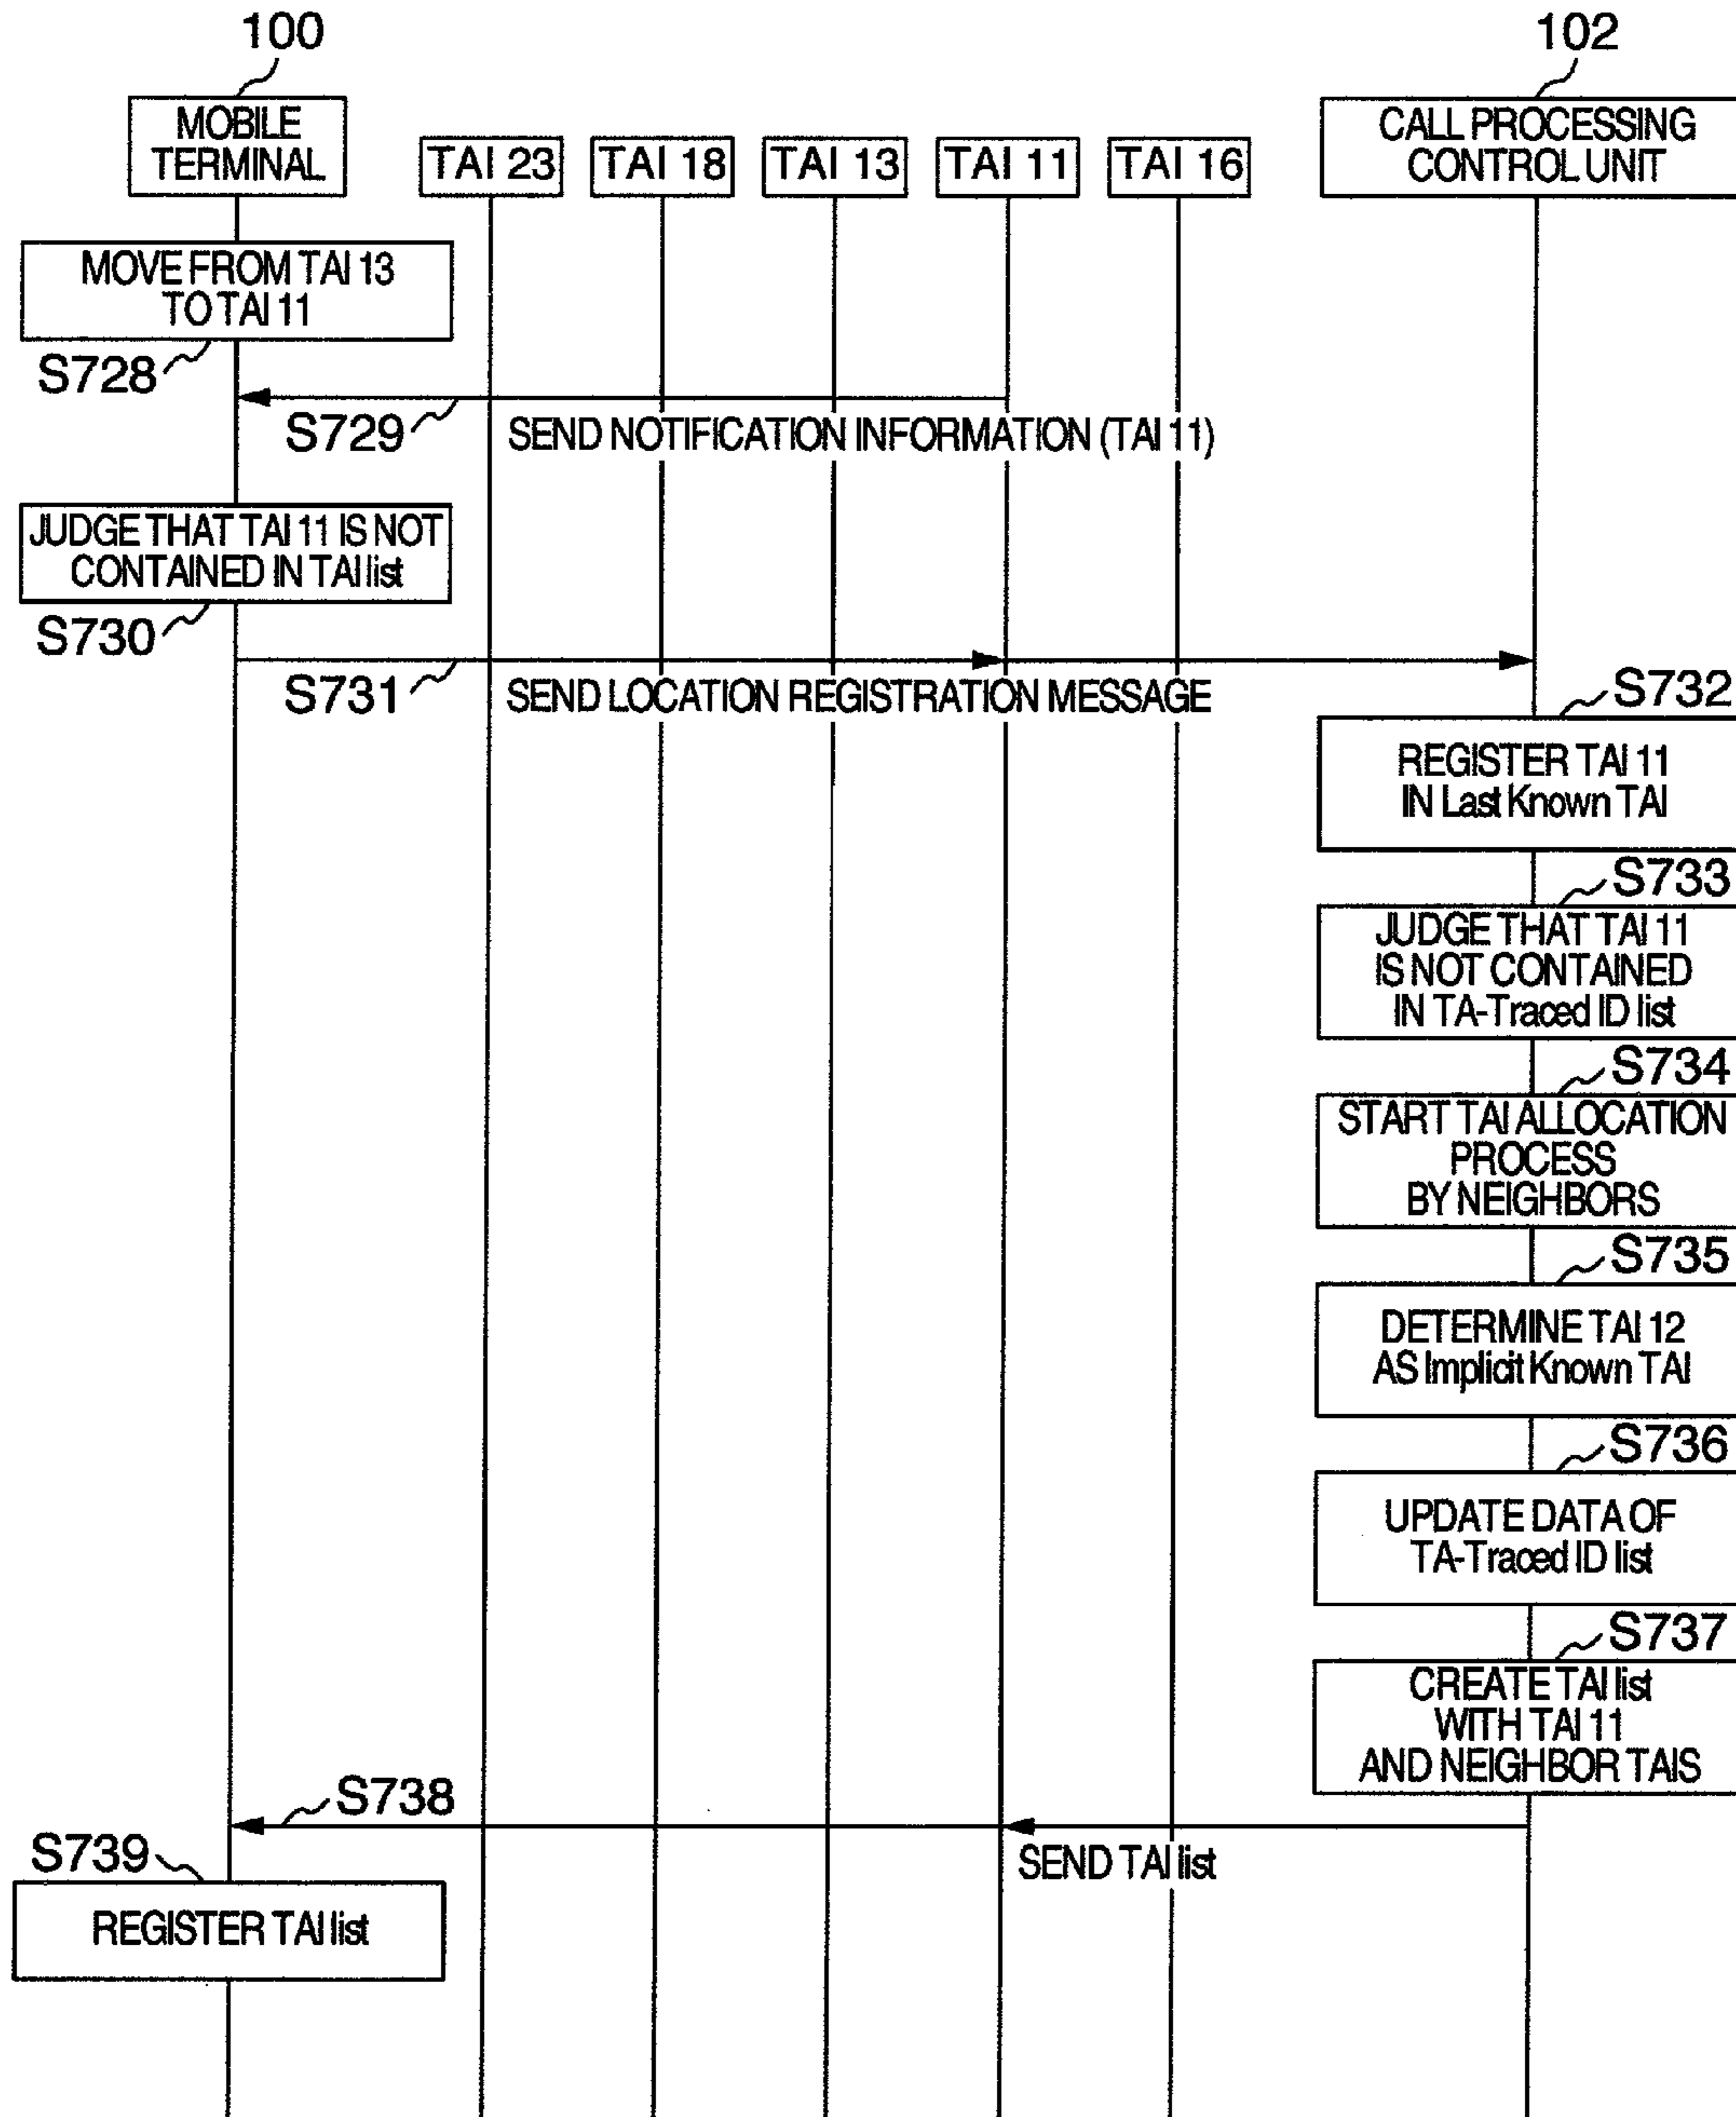 100
102
MOBILE
TERMINAL
TAI 23
TAI 18
TAI 13
TAI 11
TAI 16
CALL PROCESSING
CONTROL UNIT
MOVE FROM TAI 13
TO TAI 11
S728
S729
SEND NOTIFICATION INFORMATION (TAI 11)
JUDGE THAT TAI 11 IS NOT
CONTAINED IN TAI list
S730
S731
SEND LOCATION REGISTRATION MESSAGE
S732
REGISTER TAI 11
IN Last Known TAI
S733
JUDGE THAT TAI 11
IS NOT CONTAINED
IN TA-Traced ID list
S734
START TAI ALLOCATION
PROCESS
BY NEIGHBORS
S735
DETERMINE TAI 12
AS Implicit Known TAI
S736
UPDATE DATA OF
TA-Traced ID list
S737
CREATE TAI list
WITH TAI 11
AND NEIGHBOR TAIS
S738
SEND TAI list
S739
REGISTER TAI list